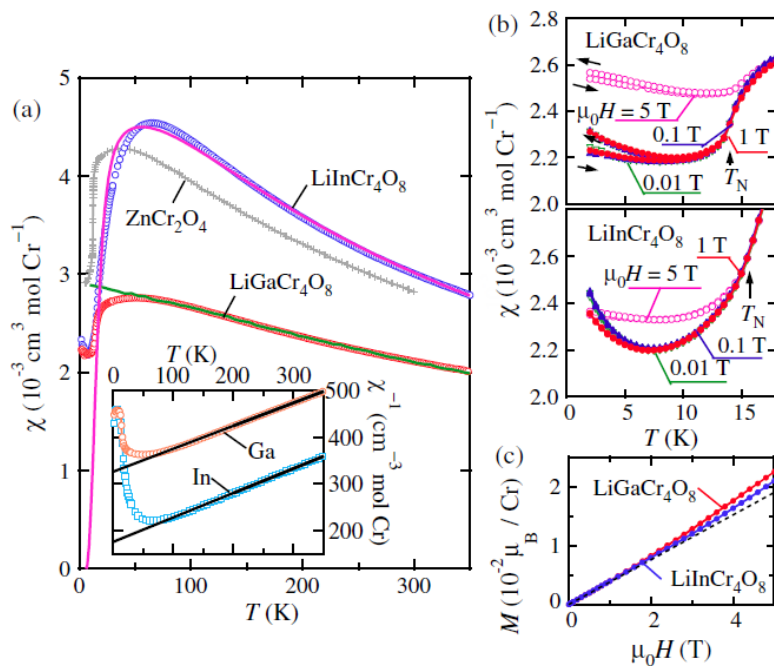 (a)
χ (10⁻³ cm³ mol Cr⁻¹)
5
4
3
2
1
0
LiInCr₄O₈
ZnCr₂O₄
LiGaCr₄O₈
T (K)
0 100 200 300
500
400
300
200
χ⁻¹ (cm⁻³ mol Cr)
Ga
In
0 100 200 300
T (K)
(b)
χ (10⁻³ cm³ mol Cr⁻¹)
2.8
2.6
2.4
2.2
2.0
LiGaCr₄O₈
μ₀H = 5 T
0.1 T
1 T
0.01 T
T_N
2.8
2.6
2.4
2.2
2.0
LiInCr₄O₈
1 T
μ₀H = 5 T
T_N
0.1 T
0.01 T
0 5 10 15
T (K)
(c)
M (10⁻² μ_B / Cr)
2
1
0
LiGaCr₄O₈
LiInCr₄O₈
0 2 4
μ₀H (T)